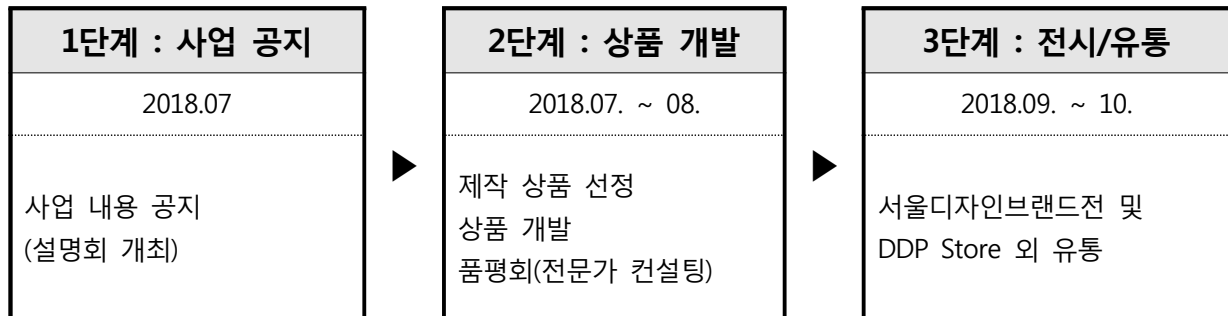 1단계 : 사업 공지
2018.07
사업 내용 공지
(설명회 개최)
2단계 : 상품 개발
2018.07. ~ 08.
제작 상품 선정
상품 개발
품평회(전문가 컨설팅)
3단계 : 전시/유통
2018.09. ~ 10.
서울디자인브랜드전 및
DDP Store 외 유통